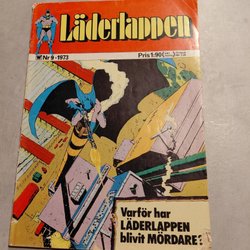 Läderlappen
Nr 9 · 1973
Pris 1:90
Varför har
LÄDERLAPPEN
blivit MÖRDARE?